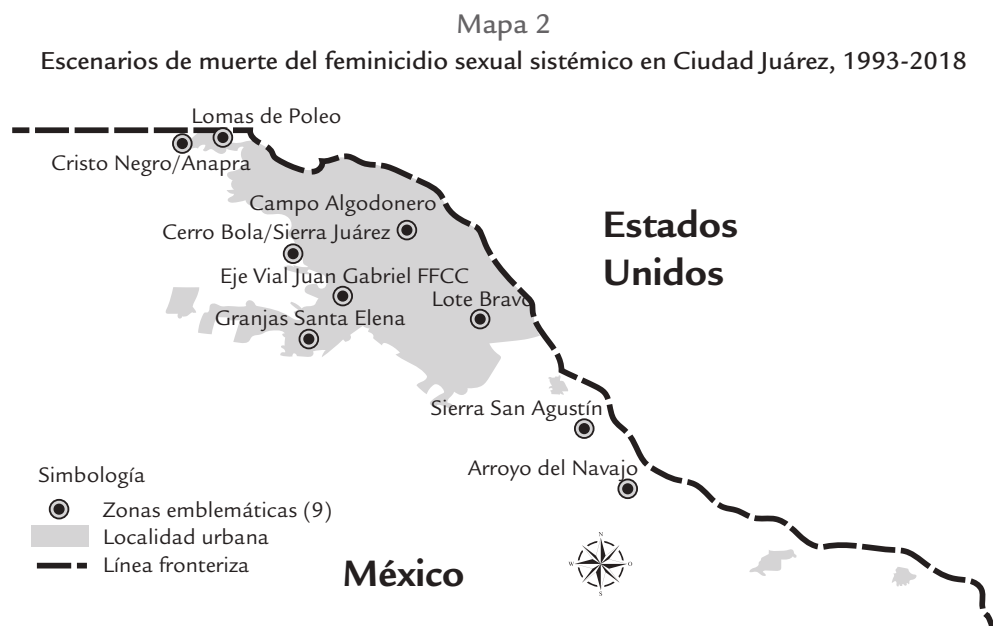 Mapa 2
Escenarios de muerte del feminicidio sexual sistémico en Ciudad Juárez, 1993-2018
Lomas de Poleo
Cristo Negro/Anapra
Campo Algodonero
Cerro Bola/Sierra Juárez
Estados
Unidos
Eje Vial Juan Gabriel FFCC
Lote Bravo
Granjas Santa Elena
Sierra San Agustín
Arroyo del Navajo
Simbología
Zonas emblemáticas (9)
Localidad urbana
Línea fronteriza
México
N
W
O
S